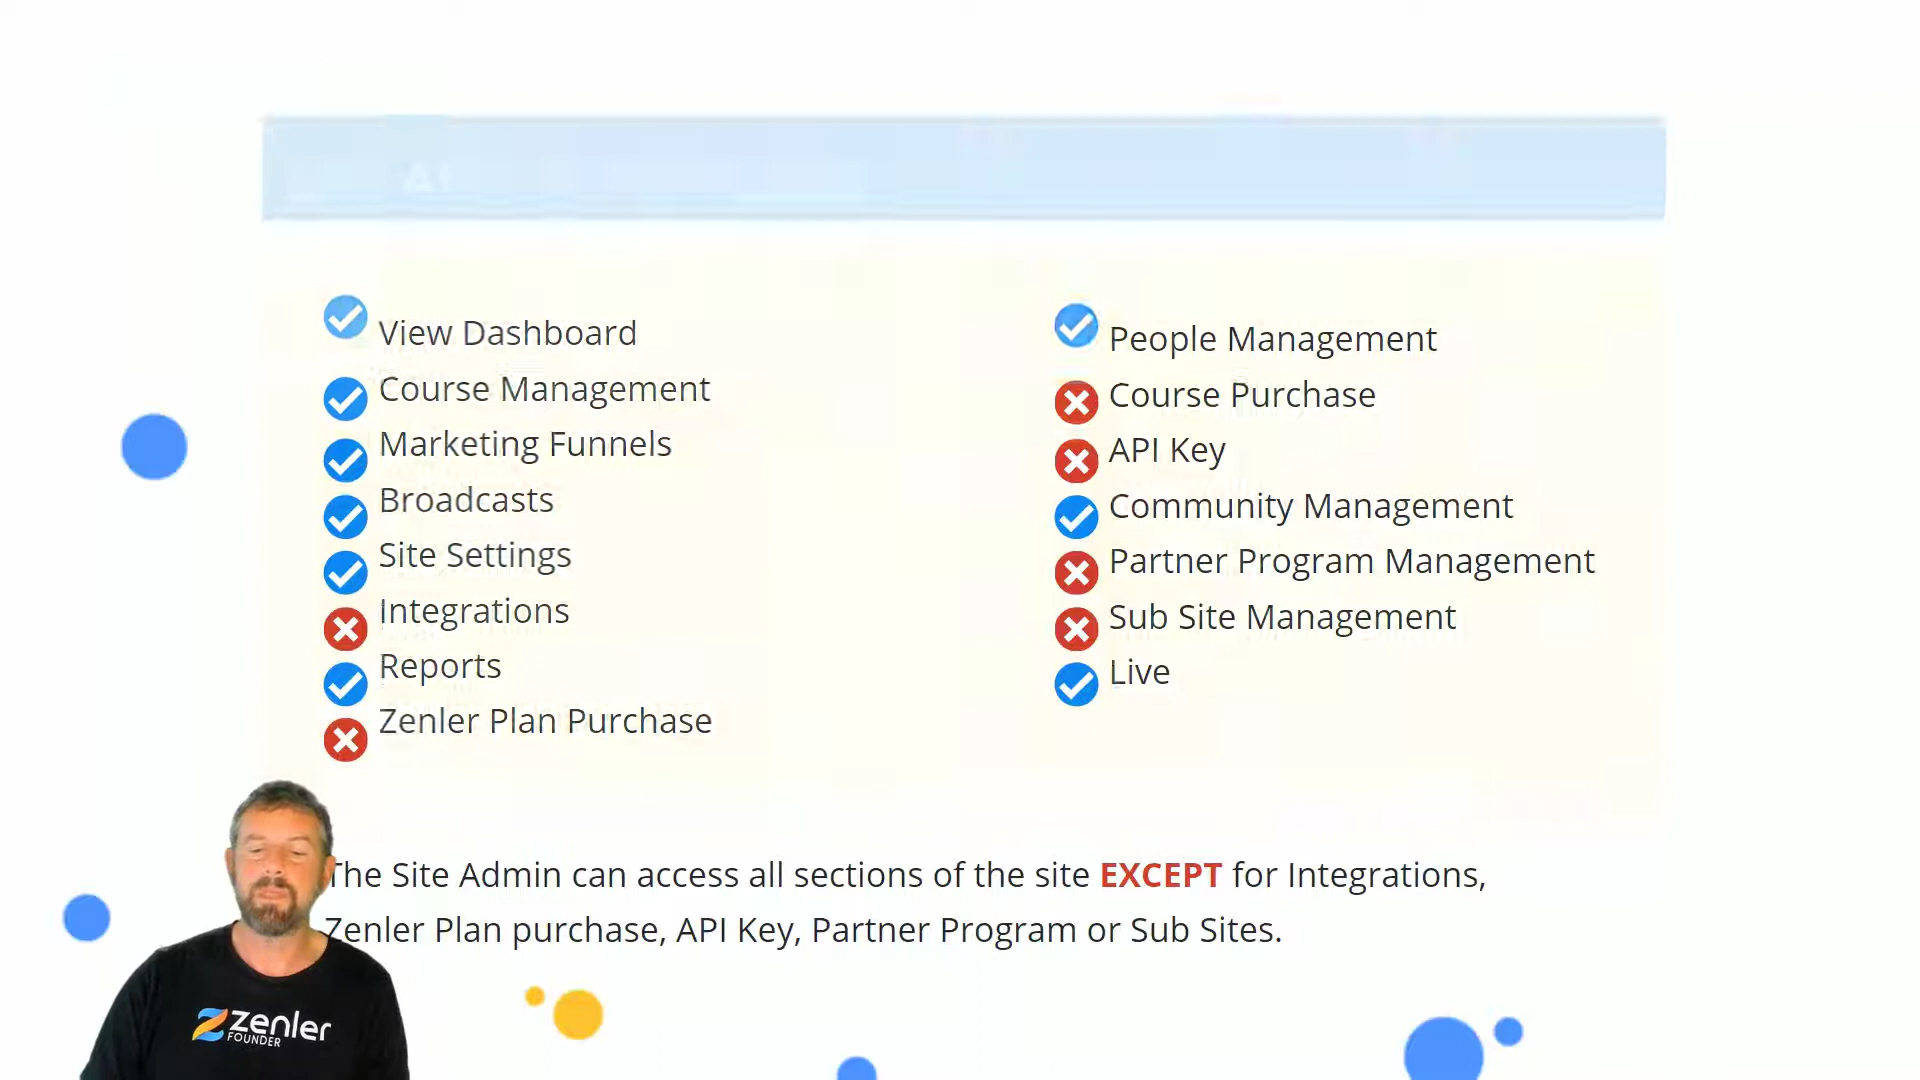 View Dashboard
Course Management
Marketing Funnels
Broadcasts
Site Settings
Integrations
Reports
Zenler Plan Purchase
People Management
Course Purchase
API Key
Community Management
Partner Program Management
Sub Site Management
Live
The Site Admin can access all sections of the site EXCEPT for Integrations,
Zenler Plan purchase, API Key, Partner Program or Sub Sites.
zenler
FOUNDER